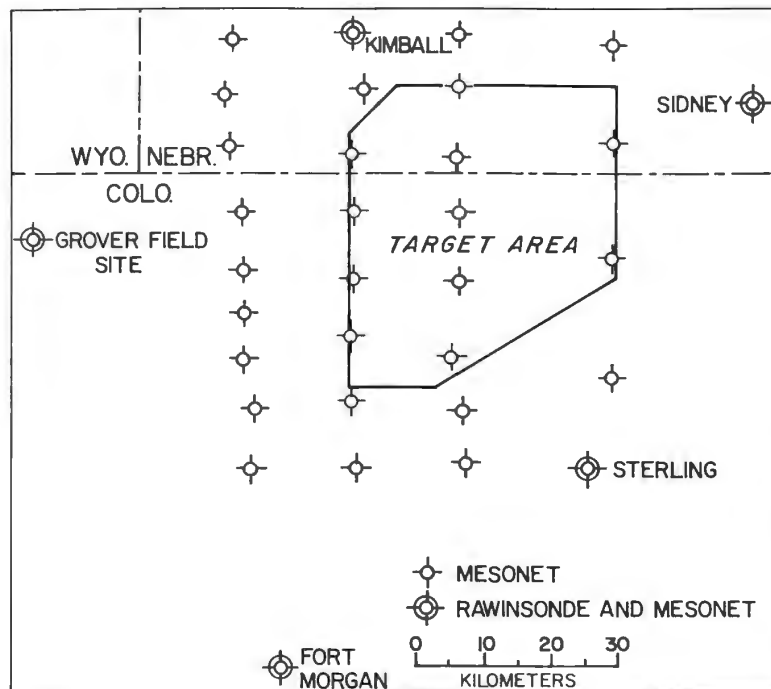 KIMBALL
SIDNEY
WYO. NEBR.
COLO.
GROVER FIELD
SITE
TARGET AREA
STERLING
MESONET
RAWINSONDE AND MESONET
0 10 20 30
KILOMETERS
FORT
MORGAN